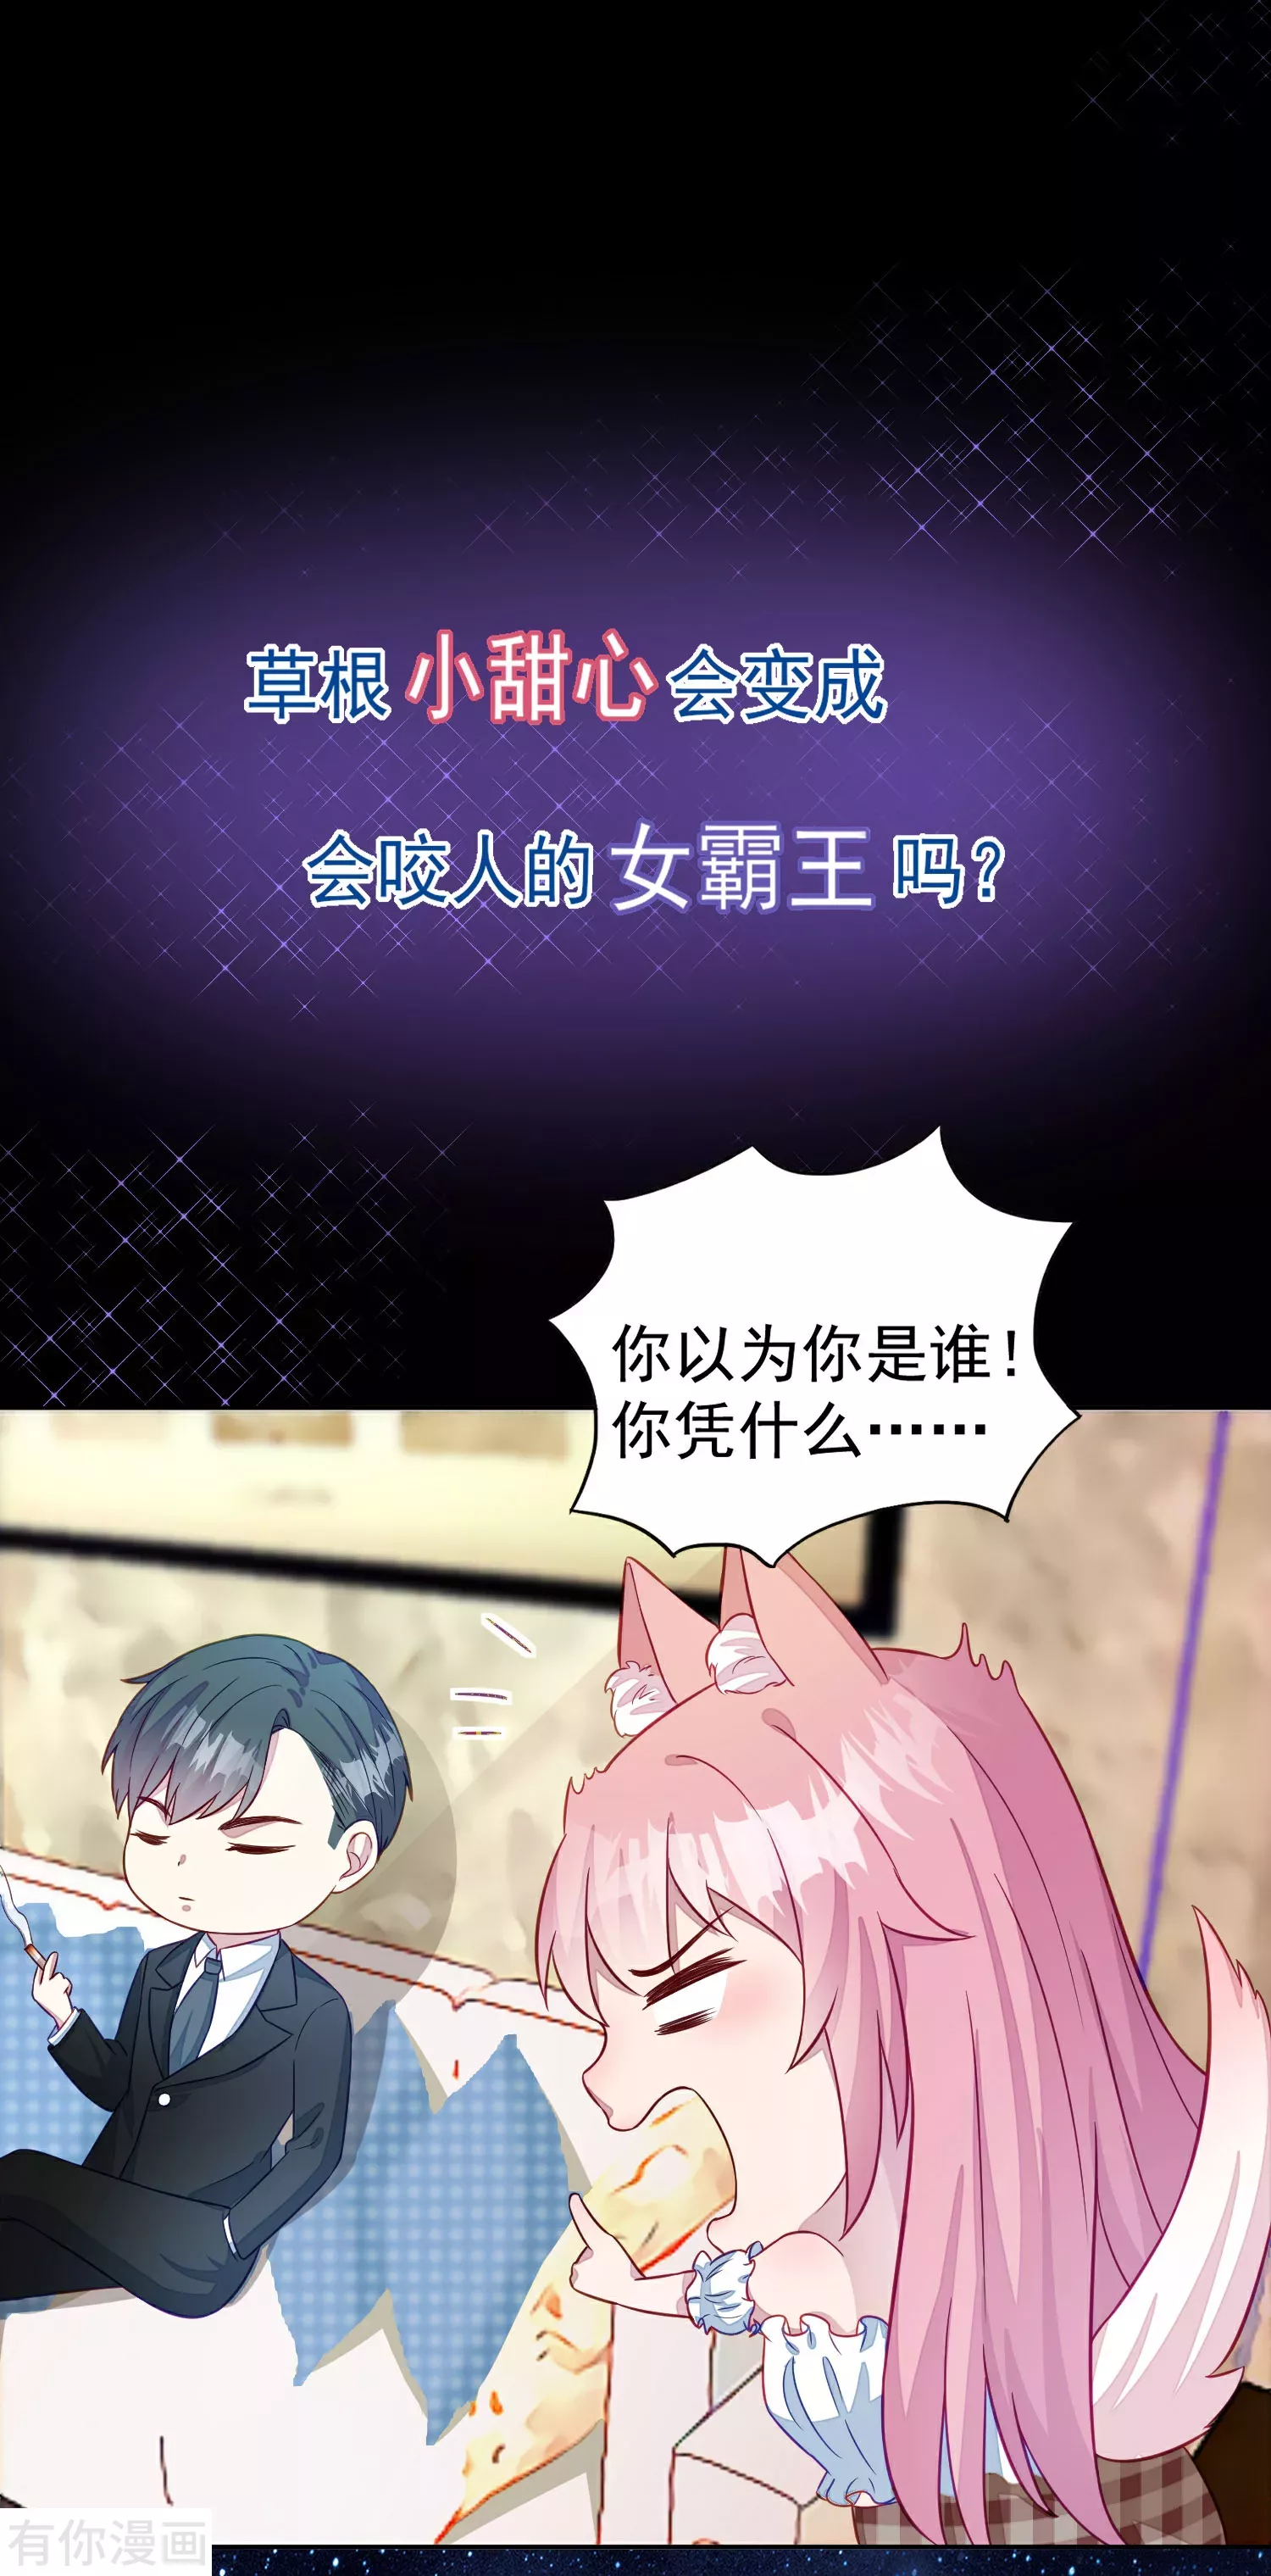 草根小甜心会变成
会咬人的女霸王吗？
你以为你是谁！
你凭什么……
有你漫画